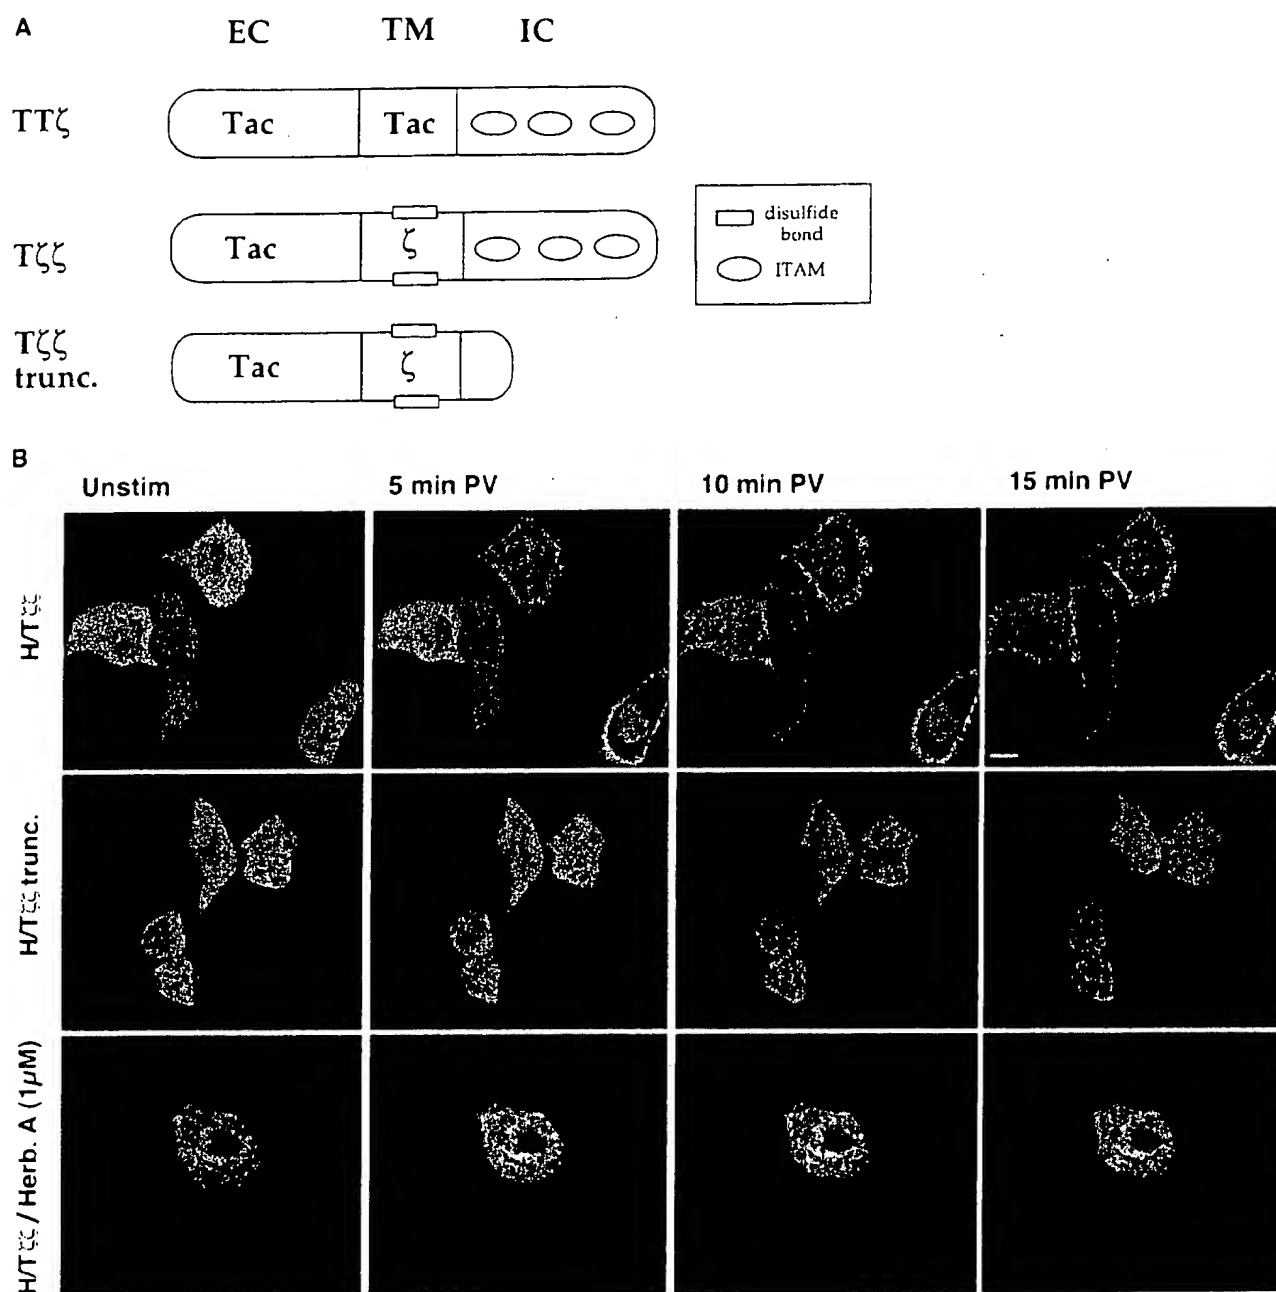 A
EC TM IC
TTζ
Tac Tac
Tζζ
Tac ζ
disulfide
bond
ITAM
Tζζ
trunc.
Tac ζ
B
Unstim 5 min PV 10 min PV 15 min PV
H/Tζζ
H/Tζζ trunc.
H/Tζζ / Herb. A (1μM)